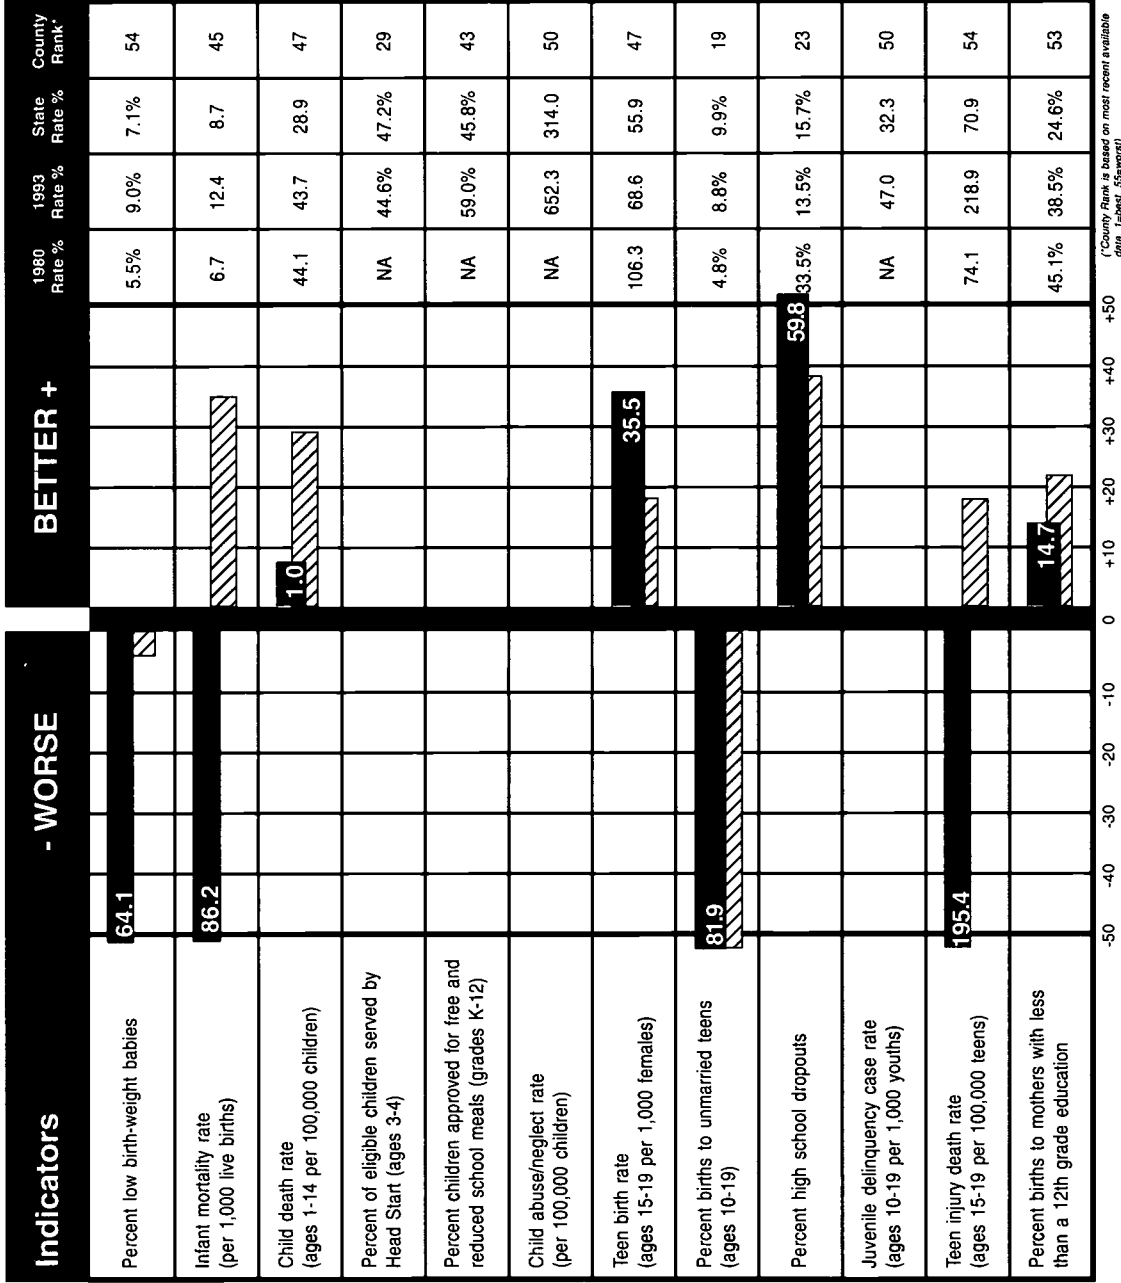 Indicators - WORSE BETTER + 1980 Rate % 1993 Rate % State Rate % County Rank*
Percent low birth-weight babies 64.1 5.5% 9.0% 7.1% 54
Infant mortality rate
(per 1,000 live births) 86.2 6.7 12.4 8.7 45
Child death rate
(ages 1-14 per 100,000 children) 1.0 44.1 43.7 28.9 47
Percent of eligible children served by
Head Start (ages 3-4) NA 44.6% 47.2% 29
Percent children approved for free and
reduced school meals (grades K-12) NA 59.0% 45.8% 43
Child abuse/neglect rate
(per 100,000 children) NA 652.3 314.0 50
Teen birth rate
(ages 15-19 per 1,000 females) 35.5 106.3 68.6 55.9 47
Percent births to unmarried teens
(ages 10-19) 81.9 4.8% 8.8% 9.9% 19
Percent high school dropouts 59.8 33.5% 13.5% 15.7% 23
Juvenile delinquency case rate
(ages 10-19 per 1,000 youths) NA 47.0 32.3 50
Teen injury death rate
(ages 15-19 per 100,000 teens) 195.4 74.1 218.9 70.9 54
Percent births to mothers with less
than a 12th grade education 14.7 45.1% 38.5% 24.6% 53
-50 -40 -30 -20 -10 0 +10 +20 +30 +40 +50
(*County Rank is based on most recent available
data, 1=best, 55=worst)